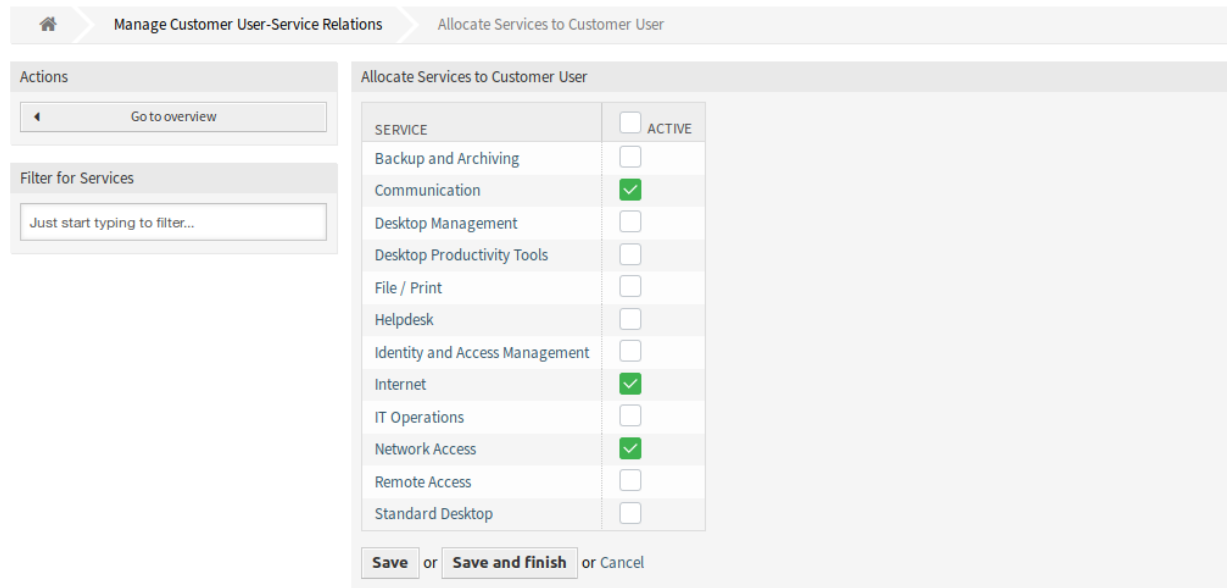 Manage Customer User-Service Relations Allocate Services to Customer User
Actions
Go to overview
Filter for Services
Just start typing to filter...
Allocate Services to Customer User
SERVICE ACTIVE
Backup and Archiving
Communication
Desktop Management
Desktop Productivity Tools
File / Print
Helpdesk
Identity and Access Management
Internet
IT Operations
Network Access
Remote Access
Standard Desktop
Save or Save and finish or Cancel